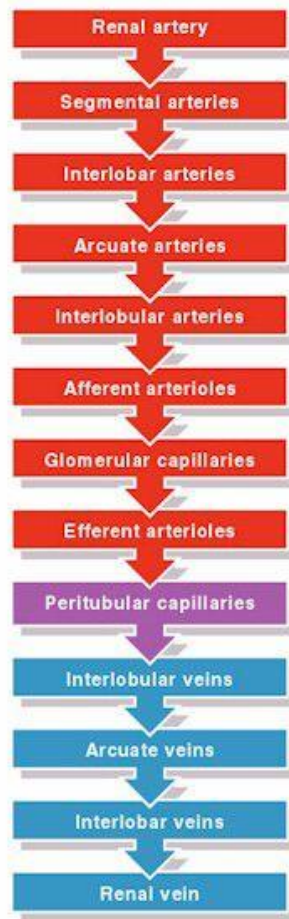 Renal artery
Segmental arteries
Interlobar arteries
Arcuate arteries
Interlobular arteries
Afferent arterioles
Glomerular capillaries
Efferent arterioles
Peritubular capillaries
Interlobular veins
Arcuate veins
Interlobar veins
Renal vein